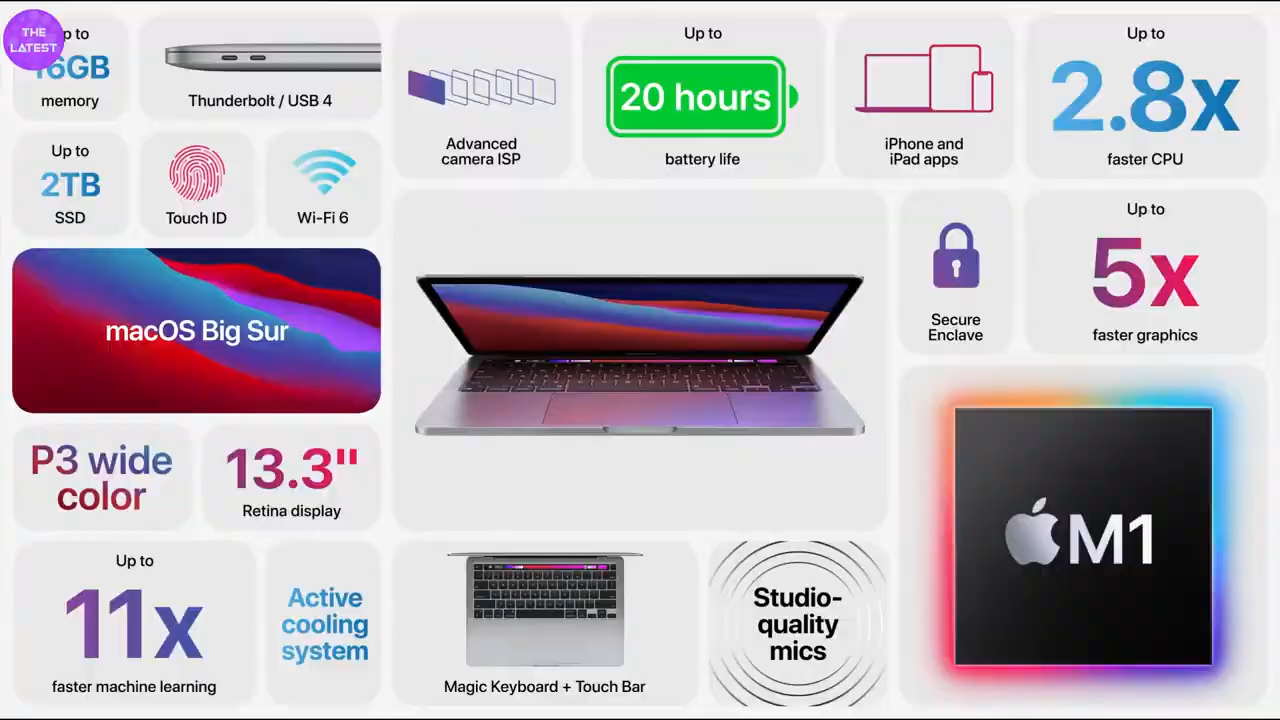 THE
LATEST
Up to
16GB
memory
Thunderbolt / USB 4
Advanced
camera ISP
Up to
20 hours
battery life
iPhone and
iPad apps
Up to
2.8x
faster CPU
Up to
2TB
SSD
Touch ID
Wi-Fi 6
Secure
Enclave
Up to
5x
faster graphics
macOS Big Sur
P3 wide
color
13.3"
Retina display
M1
Up to
11x
faster machine learning
Active
cooling
system
Magic Keyboard + Touch Bar
Studio-
quality
mics